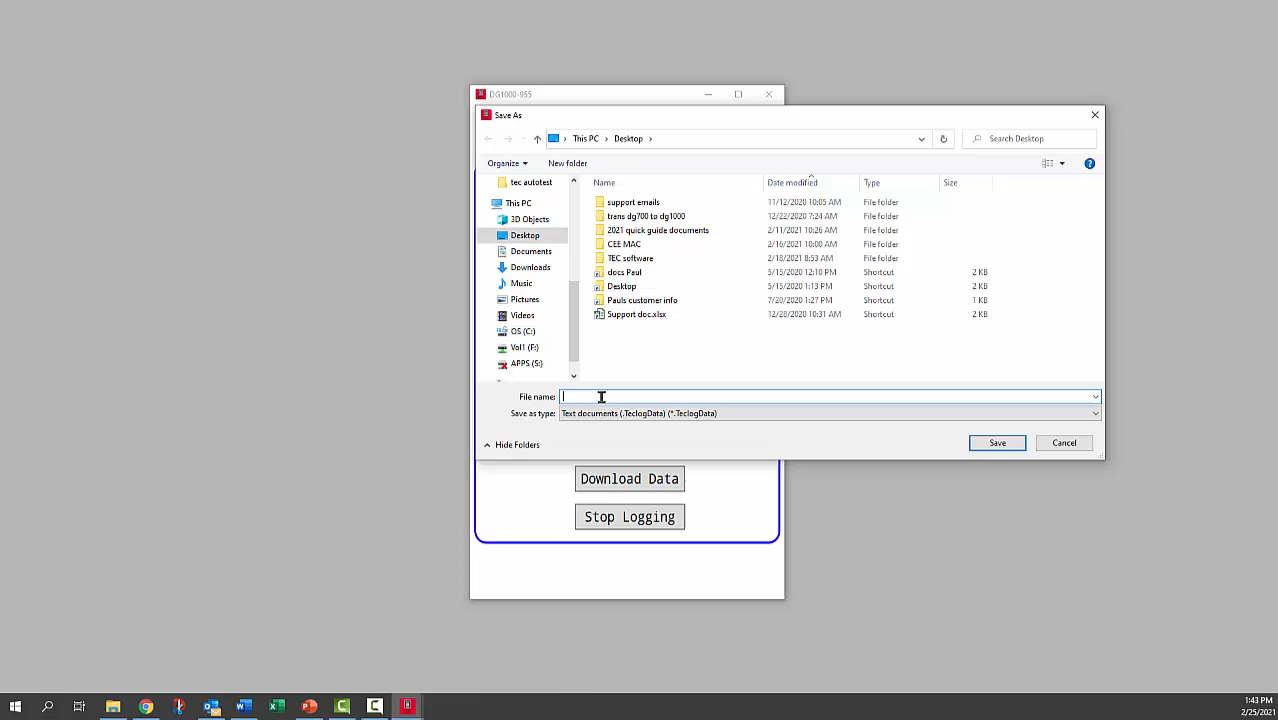 DG1000-955
Save As
This PC > Desktop >
Search Desktop
Organize New folder
Name Date modified Type Size
tec autotest
This PC
3D Objects
Desktop
Documents
Downloads
Music
Pictures
Videos
OS (C:)
Vol1 (F:)
APPS (S:)
support emails 11/12/2020 10:05 AM File folder
trans dg700 to dg1000 12/22/2020 7:24 AM File folder
2021 quick guide documents 2/11/2021 10:26 AM File folder
CEE MAC 2/16/2021 10:00 AM File folder
TEC software 2/18/2021 8:53 AM File folder
docs Paul 5/15/2020 12:10 PM Shortcut 2 KB
Desktop 5/15/2020 1:13 PM Shortcut 2 KB
Pauls customer info 7/20/2020 1:27 PM Shortcut 1 KB
Support doc.xlsx 12/28/2020 10:31 AM Shortcut 2 KB
File name:
Save as type: Text documents (.TeclogData) (*.TeclogData)
Hide Folders
Save Cancel
Download Data
Stop Logging
1:43 PM
2/25/2021